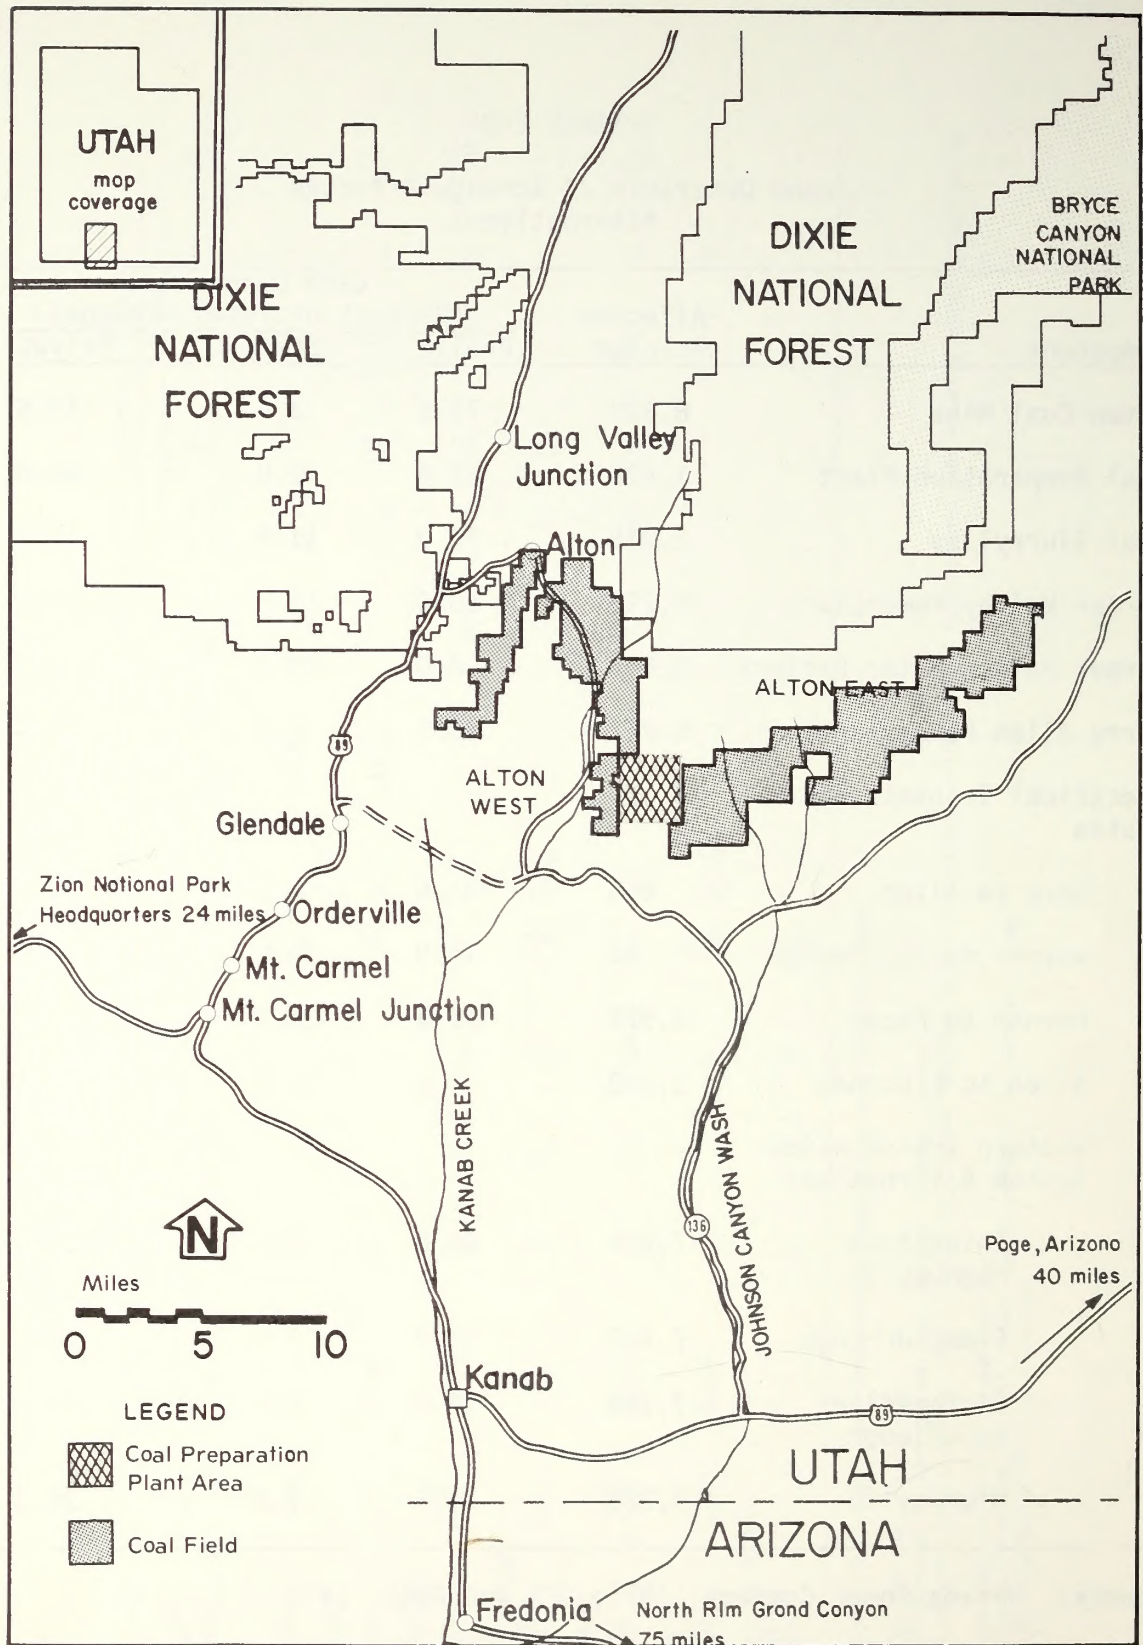 UTAH
mop
coverage
DIXIE
NATIONAL
FOREST
DIXIE
NATIONAL
FOREST
BRYCE
CANYON
NATIONAL
PARK
Long Valley
Junction
Alton
ALTON EAST
89
ALTON
WEST
Glendale
Zion Notional Park
Heodquorters 24 miles
Orderville
Mt. Carmel
Mt. Carmel Junction
KANAB CREEK
JOHNSON CANYON WASH
136
N
Poge, Arizono
40 miles
Miles
0 5 10
Kanab
89
LEGEND
Coal Preparation
Plant Area
Coal Field
UTAH
ARIZONA
Fredonia
North RIm Grond Conyon
75 miles